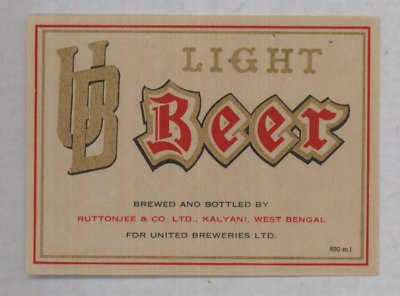 UB
LIGHT
Beer
BREWED AND BOTTLED BY
RUTTONJEE & CO. LTD., KALYANI, WEST BENGAL
FOR UNITED BREWERIES LTD.
650 ml